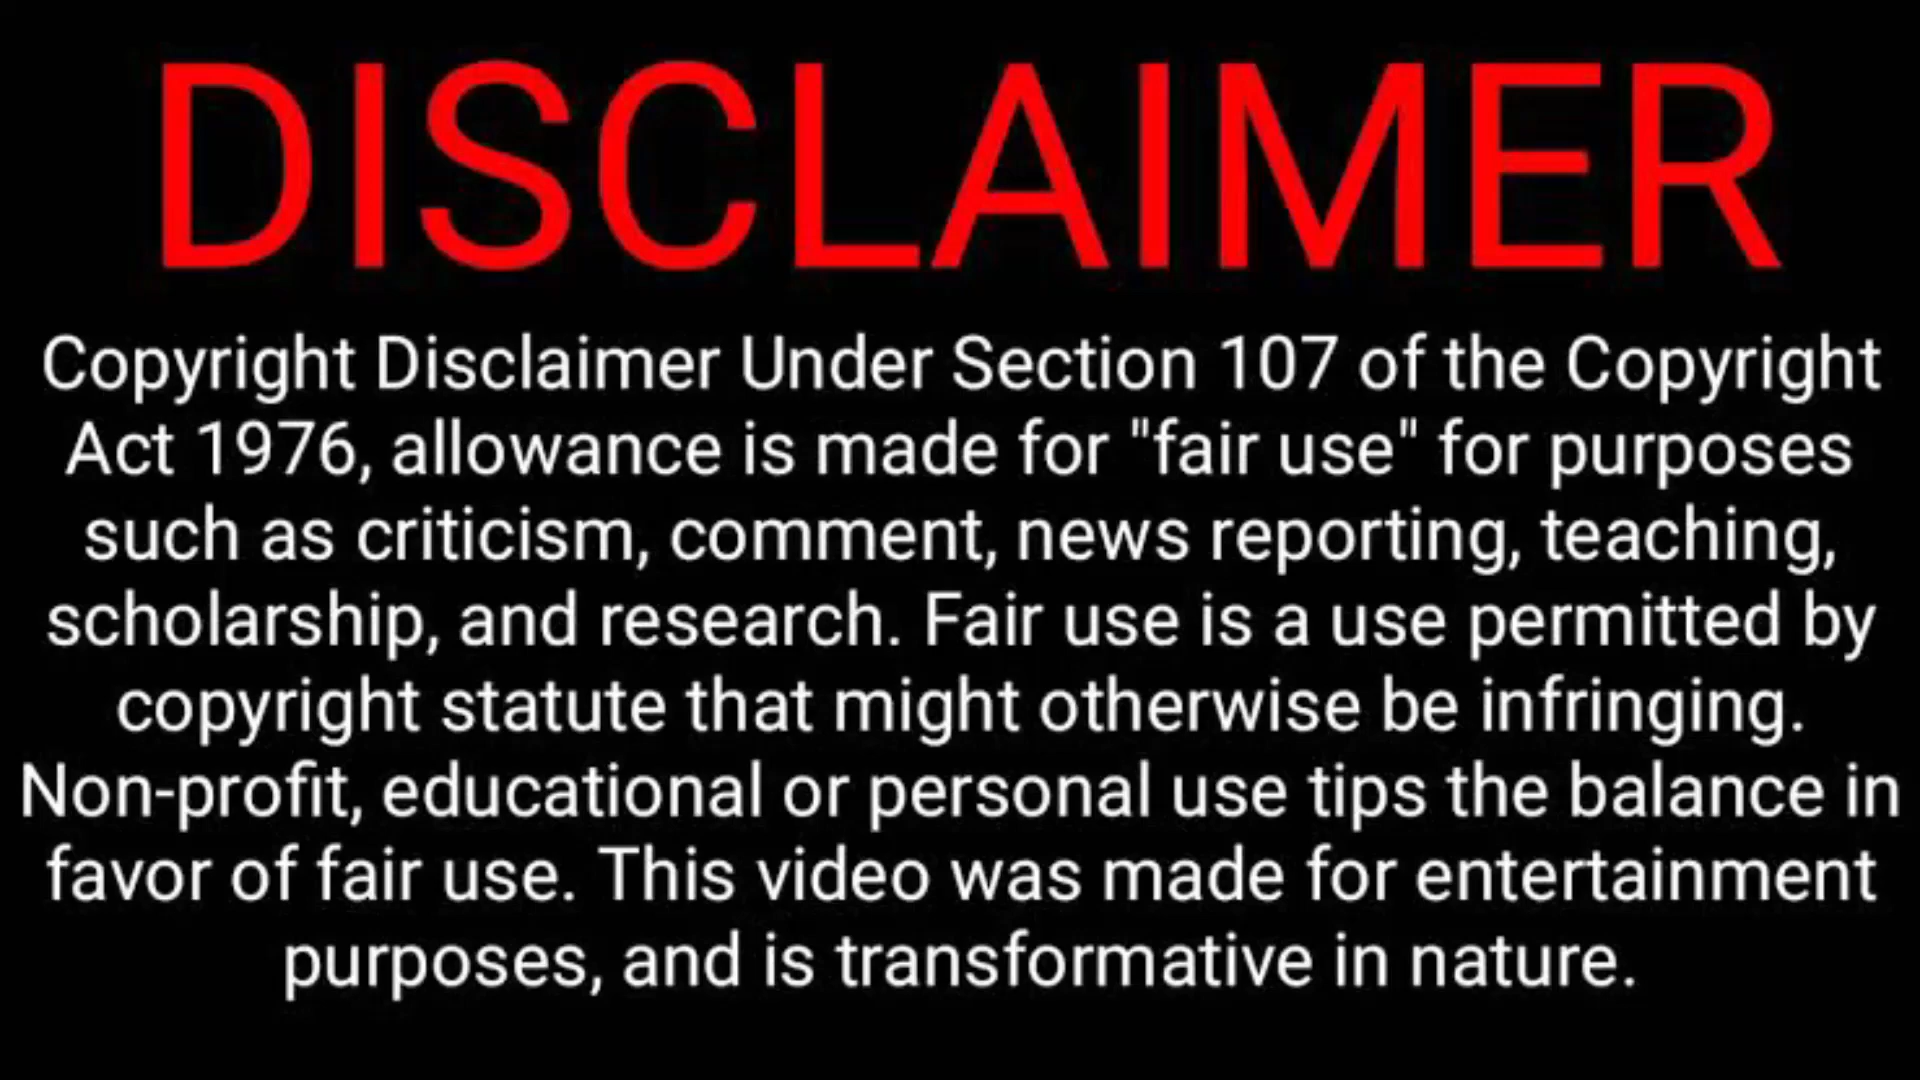 DISCLAIMER
Copyright Disclaimer Under Section 107 of the Copyright
Act 1976, allowance is made for "fair use" for purposes
such as criticism, comment, news reporting, teaching,
scholarship, and research. Fair use is a use permitted by
copyright statute that might otherwise be infringing.
Non-profit, educational or personal use tips the balance in
favor of fair use. This video was made for entertainment
purposes, and is transformative in nature.